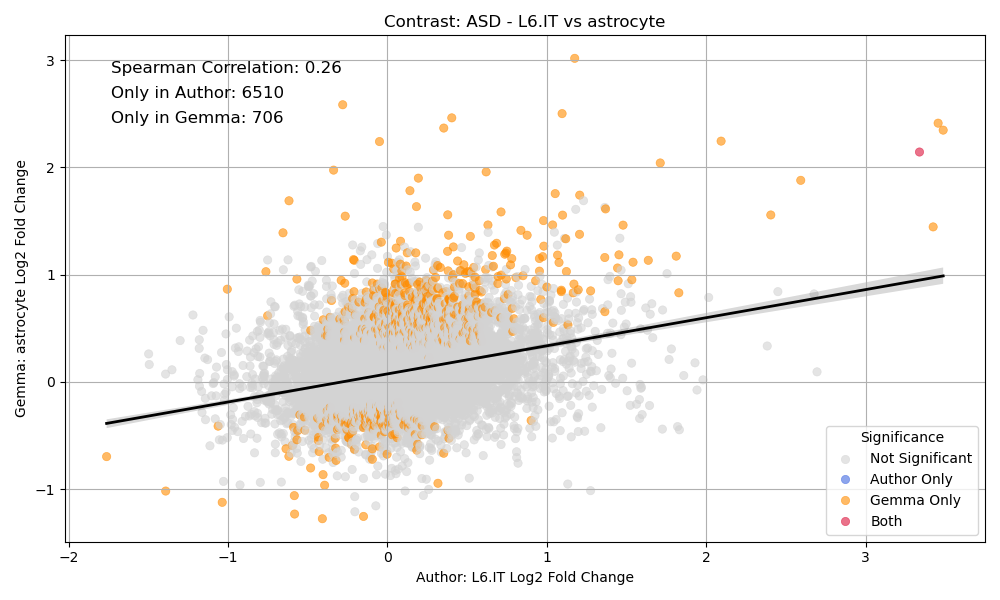 Contrast: ASD - L6.IT vs astrocyte
Spearman Correlation: 0.26
Only in Author: 6510
Only in Gemma: 706
Gemma: astrocyte Log2 Fold Change
3
2
1
0
−1
−2
−1
0
1
2
3
Author: L6.IT Log2 Fold Change
Significance
Not Significant
Author Only
Gemma Only
Both